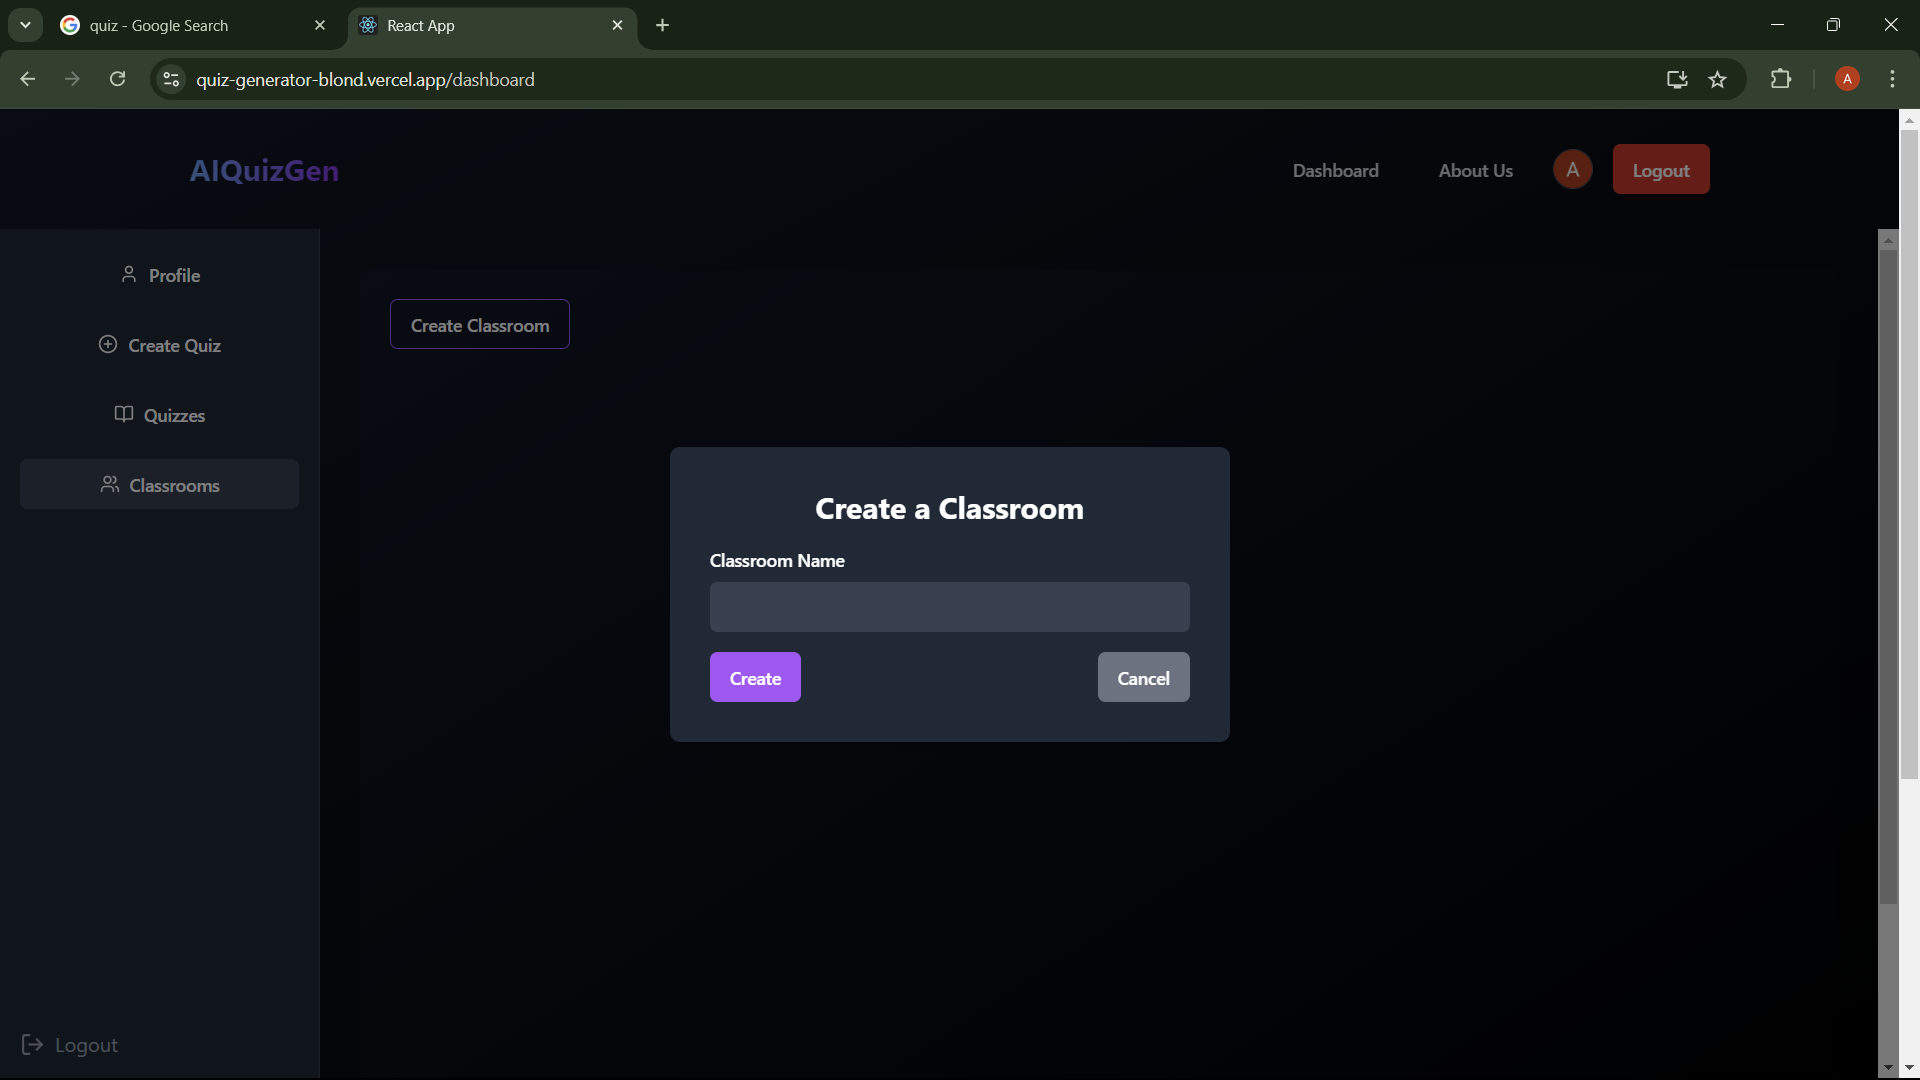 quiz - Google Search
React App
quiz-generator-blond.vercel.app/dashboard
A
AIQuizGen
Dashboard
About Us
A
Logout
Profile
Create Quiz
Quizzes
Classrooms
Logout
Create Classroom
Create a Classroom
Classroom Name
Create
Cancel